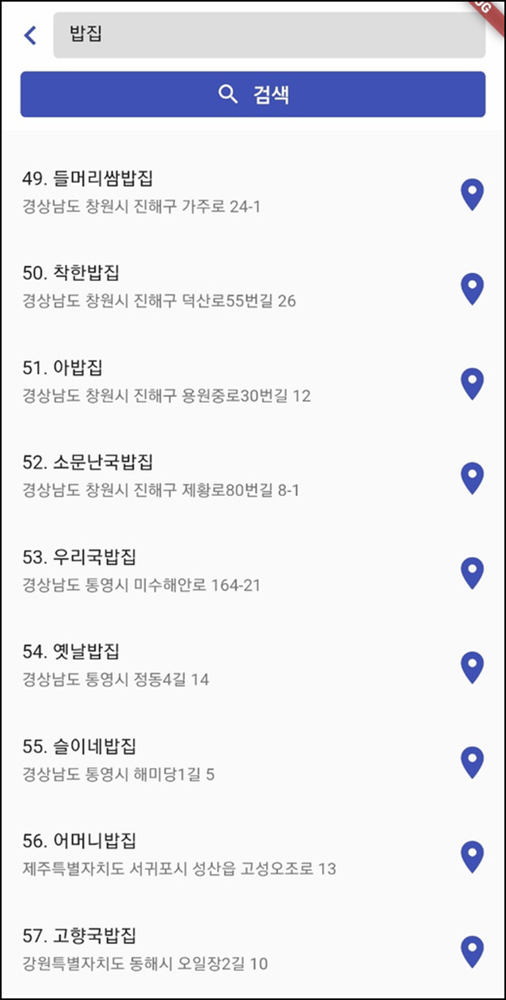 밥집
검색
49. 들머리쌈밥집
경상남도 창원시 진해구 가주로 24-1
50. 착한밥집
경상남도 창원시 진해구 덕산로55번길 26
51. 아밥집
경상남도 창원시 진해구 용원중로30번길 12
52. 소문난국밥집
경상남도 창원시 진해구 제황로80번길 8-1
53. 우리국밥집
경상남도 통영시 미수해안로 164-21
54. 옛날밥집
경상남도 통영시 정동4길 14
55. 슬이네밥집
경상남도 통영시 해미당1길 5
56. 어머니밥집
제주특별자치도 서귀포시 성산읍 고성오조로 13
57. 고향국밥집
강원특별자치도 동해시 오일장2길 10